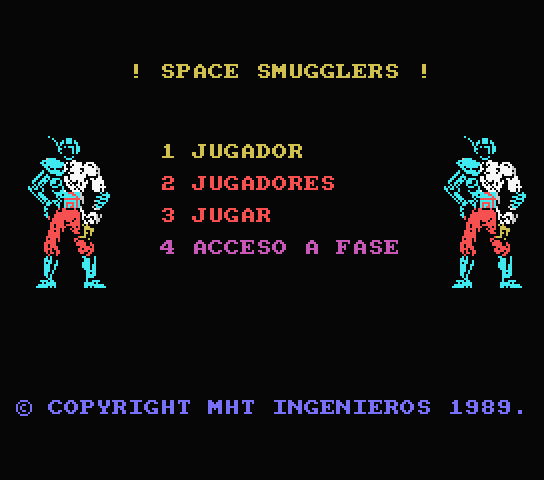 ! SPACE SMUGGLERS !
1 JUGADOR
2 JUGADORES
3 JUGAR
4 ACCESO A FASE
© COPYRIGHT MHT INGENIEROS 1989.